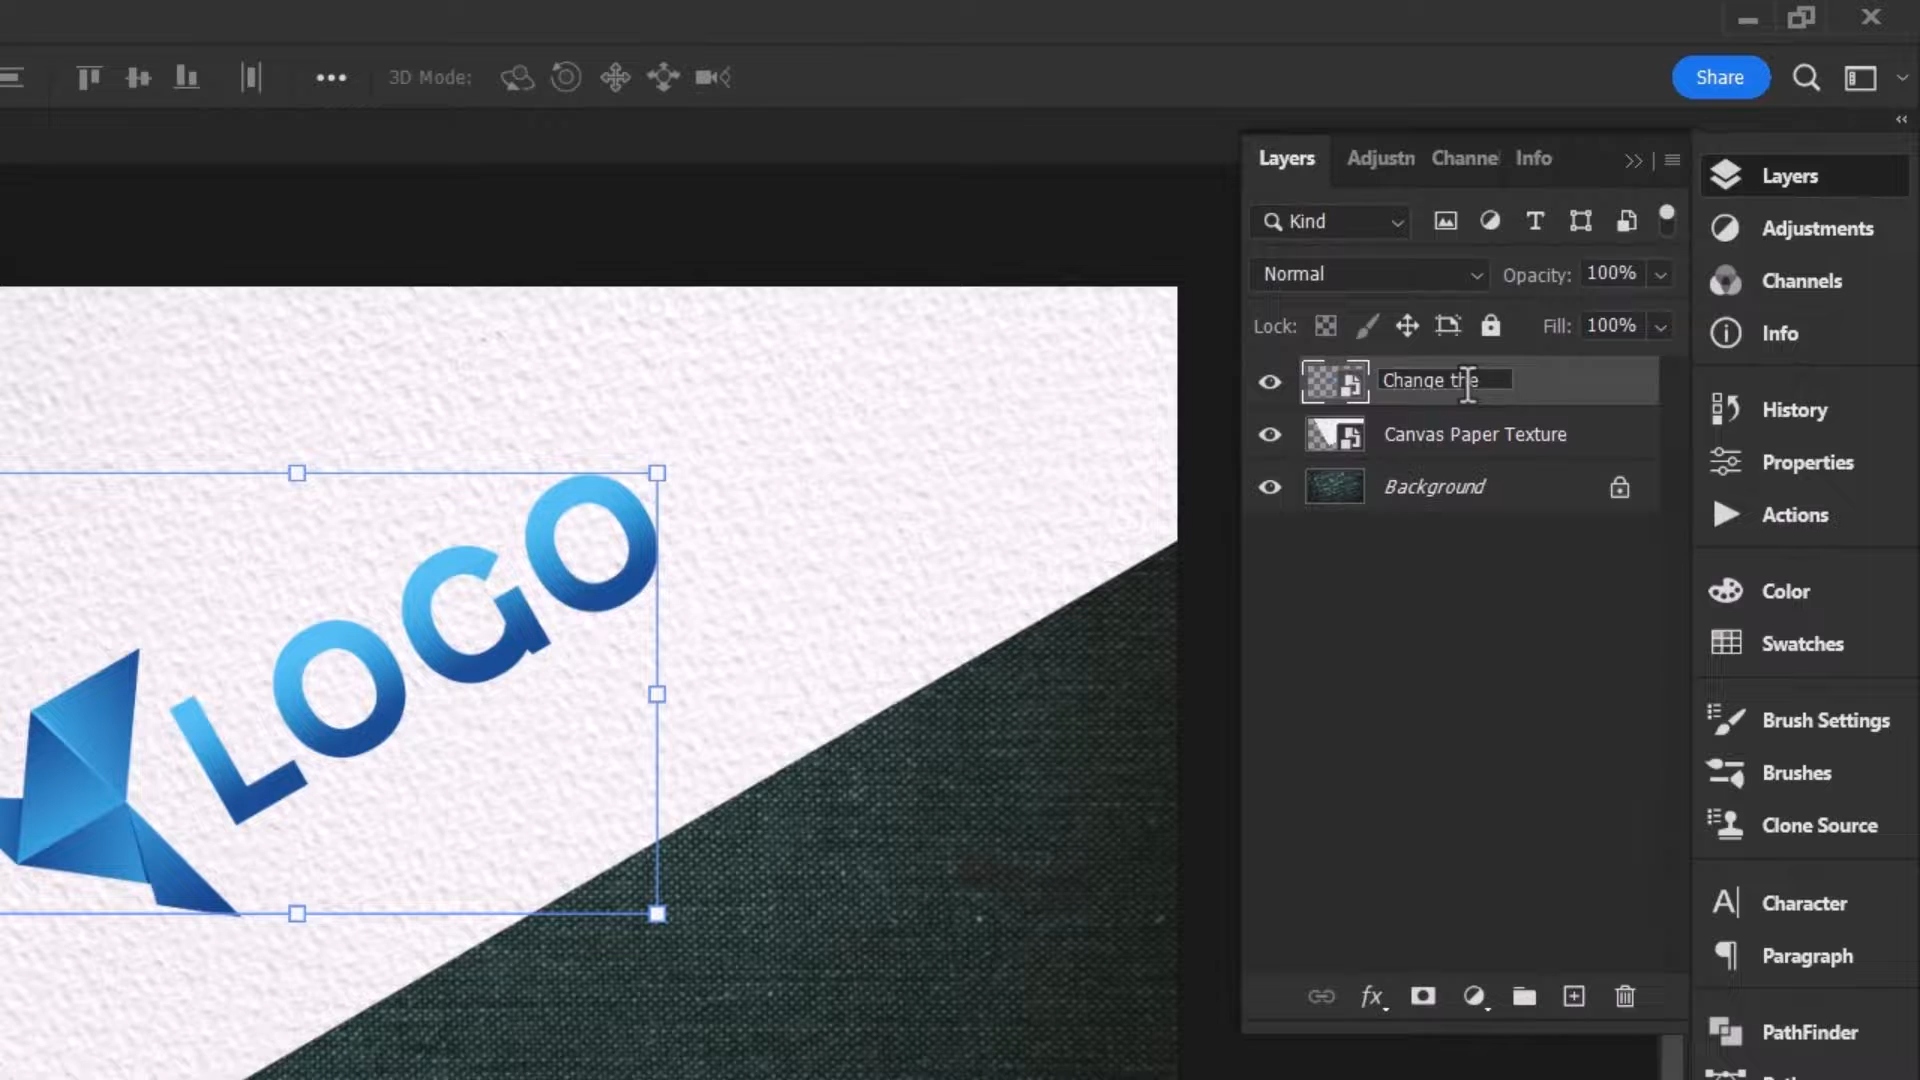 3D Mode:
Share
Layers Adjustn Channe Info
Kind
Normal Opacity: 100%
Lock: Fill: 100%
Change the
Canvas Paper Texture
Background
fx
LOGO
Layers
Adjustments
Channels
Info
History
Properties
Actions
Color
Swatches
Brush Settings
Brushes
Clone Source
Character
Paragraph
PathFinder